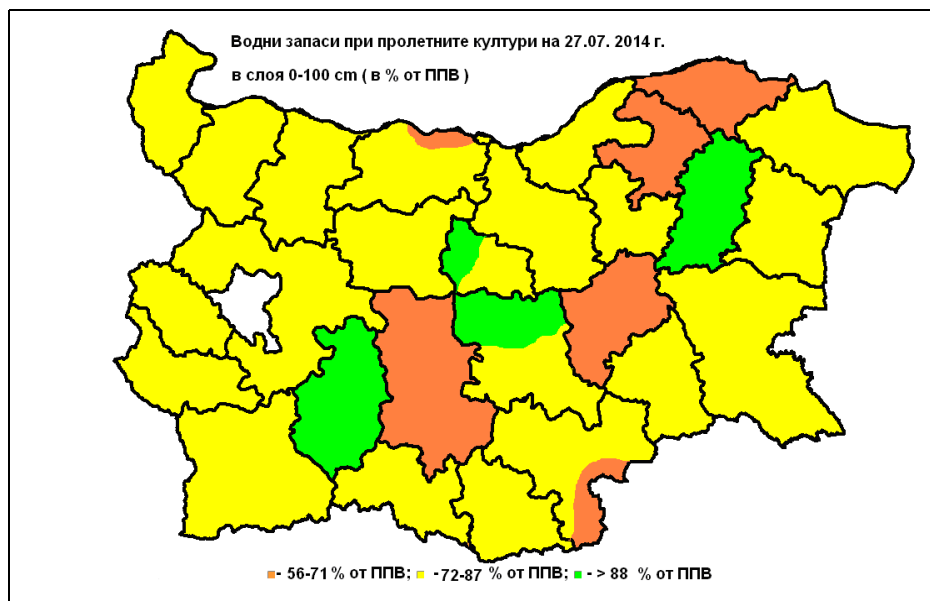 Водни запаси при пролетните култури на 27.07. 2014 г.
в слоя 0-100 cm ( в % от ППВ )
- 56-71 % от ППВ; - 72-87 % от ППВ; - > 88 % от ППВ